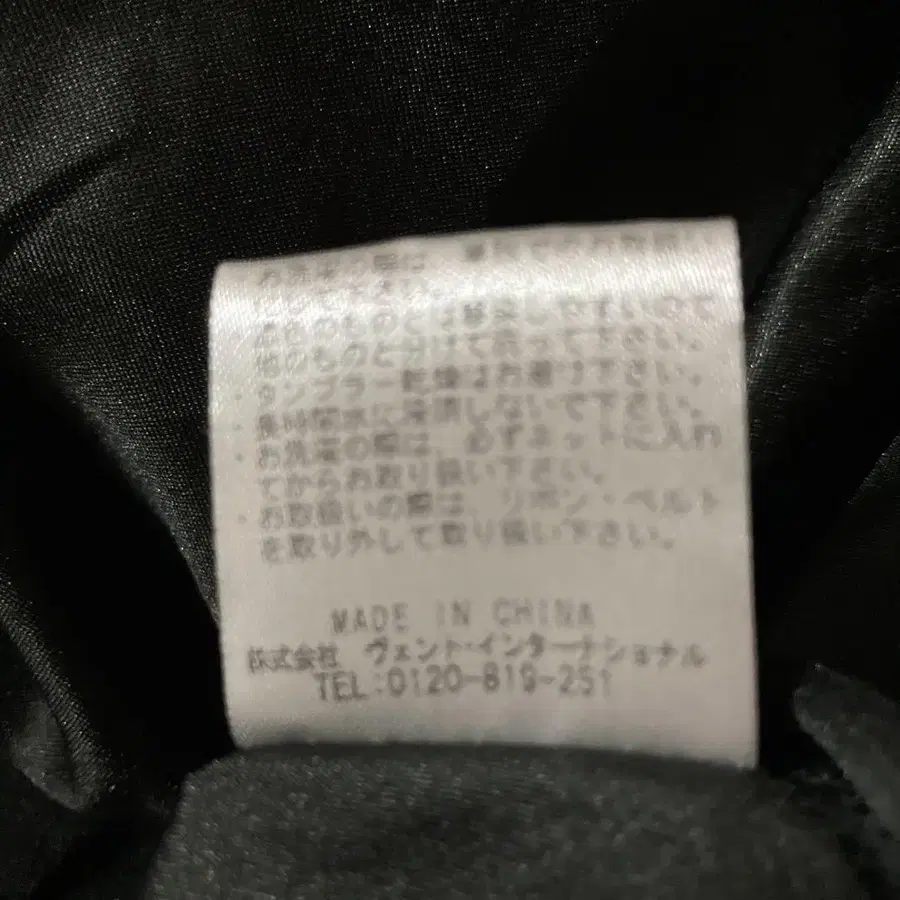 お洗濯の際は、
点色のものとは移染しやすいので
他のものと分けて洗って下さい。
・タンブラー乾燥はお避け下さい。
・長時間水に浸漬しないで下さい。
・お洗濯の際は、必ずネットに入れ
てからお取り扱い下さい。
・お取扱いの際は、リボン・ベルト
を取り外して取り扱い下さい。
MADE IN CHINA
株式会社 ヴェント・インターナショナル
TEL:0120-819-251